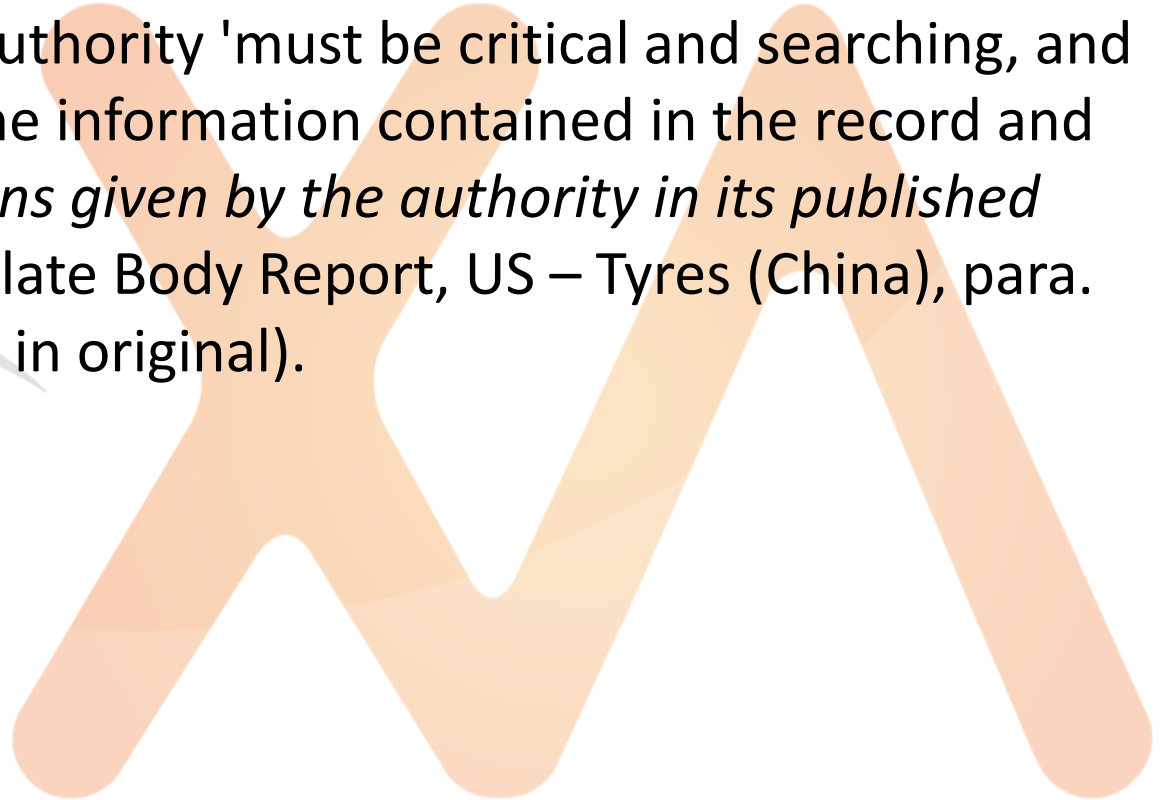 uthority 'must be critical and searching, and
e information contained in the record and
ns given by the authority in its published
late Body Report, US – Tyres (China), para.
in original).